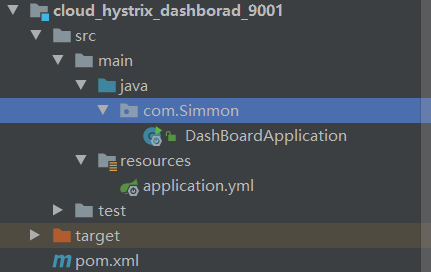 cloud_hystrix_dashborad_9001
src
main
java
com.Simmon
DashBoardApplication
resources
application.yml
test
target
pom.xml